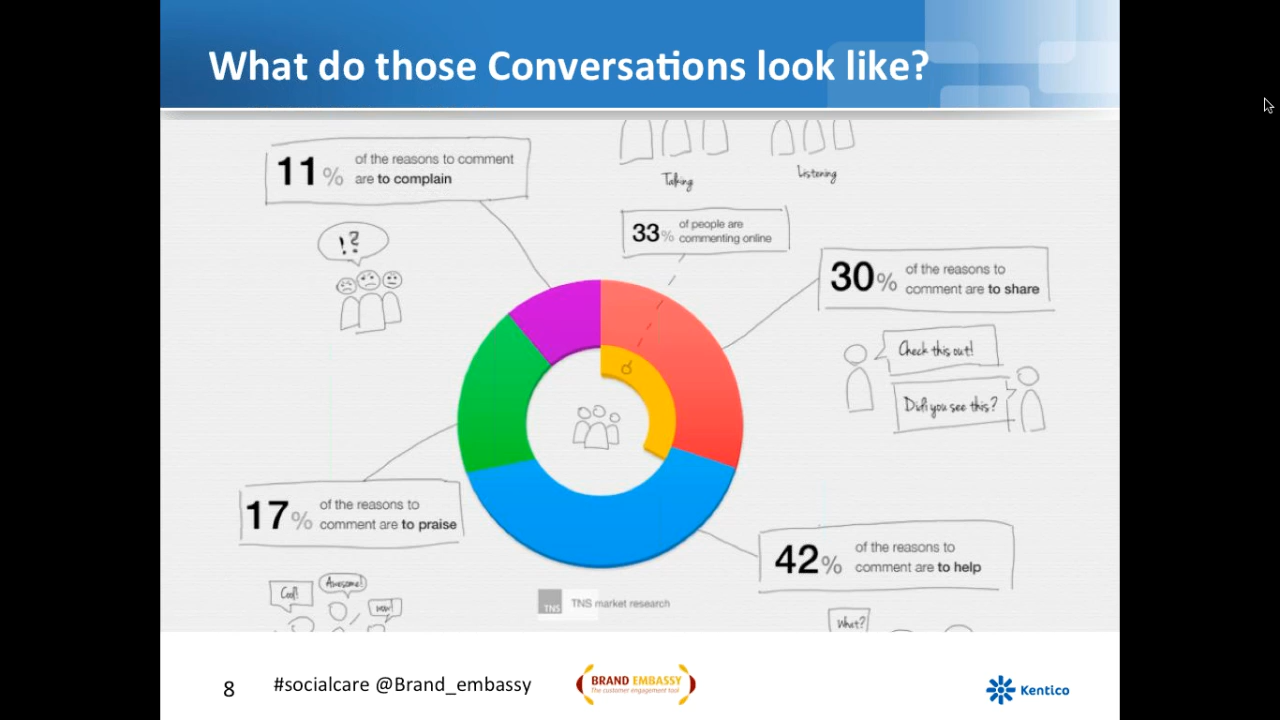 What do those Conversations look like?
11% of the reasons to comment
are to complain
Talking
Listening
33% of people are
commenting online
!?
30% of the reasons to
comment are to share
Check this out!
Did you see this?
17% of the reasons to
comment are to praise
42% of the reasons to
comment are to help
Cool!
Awesome!
wow!
What?
TNS
TNS market research
8
#socialcare @Brand_embassy
BRAND EMBASSY
The customer engagement tool
Kentico